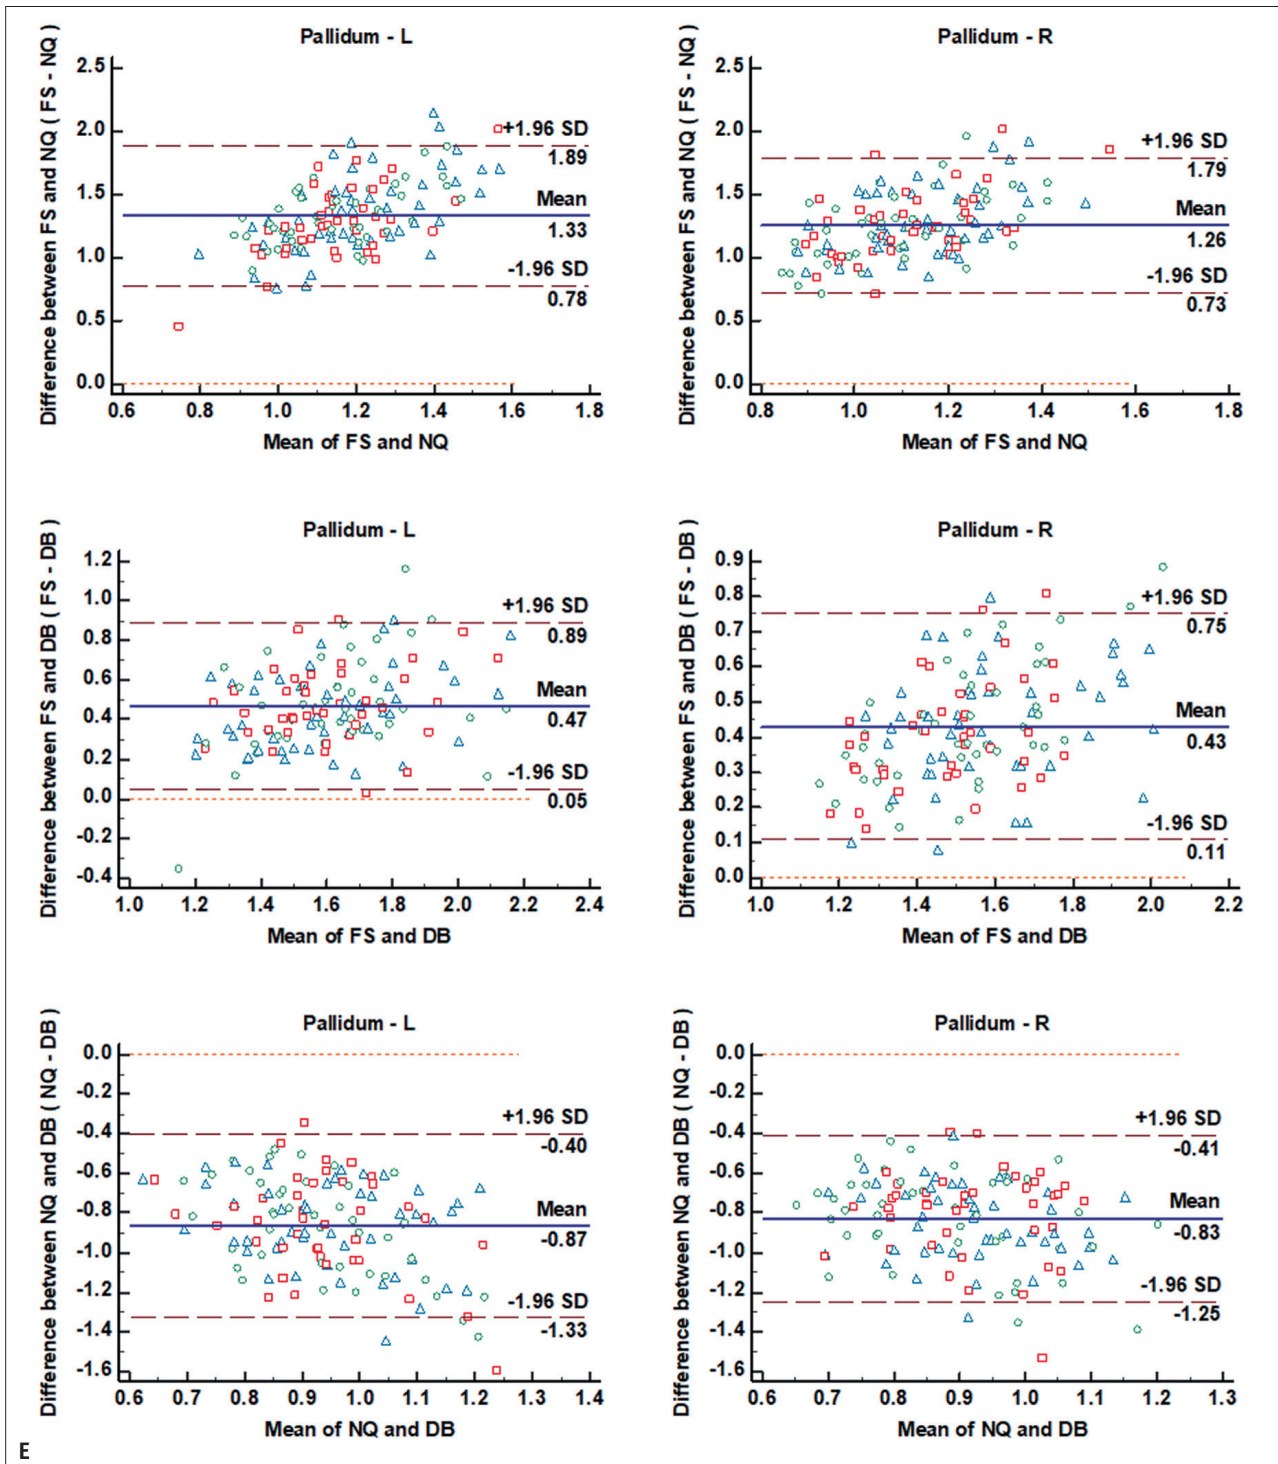 Pallidum - L
Difference between FS and NQ ( FS - NQ )
2.5
2.0
1.5
1.0
0.5
0.0
+1.96 SD
1.89
Mean
1.33
-1.96 SD
0.78
0.6 0.8 1.0 1.2 1.4 1.6 1.8
Mean of FS and NQ
Pallidum - R
Difference between FS and NQ ( FS - NQ )
2.5
2.0
1.5
1.0
0.5
0.0
+1.96 SD
1.79
Mean
1.26
-1.96 SD
0.73
0.8 1.0 1.2 1.4 1.6 1.8
Mean of FS and NQ
Pallidum - L
Difference between FS and DB ( FS - DB )
1.2
1.0
0.8
0.6
0.4
0.2
0.0
-0.2
-0.4
+1.96 SD
0.89
Mean
0.47
-1.96 SD
0.05
1.0 1.2 1.4 1.6 1.8 2.0 2.2 2.4
Mean of FS and DB
Pallidum - R
Difference between FS and DB ( FS - DB )
0.9
0.8
0.7
0.6
0.5
0.4
0.3
0.2
0.1
0.0
+1.96 SD
0.75
Mean
0.43
-1.96 SD
0.11
1.0 1.2 1.4 1.6 1.8 2.0 2.2
Mean of FS and DB
Pallidum - L
Difference between NQ and DB ( NQ - DB )
0.0
-0.2
-0.4
-0.6
-0.8
-1.0
-1.2
-1.4
-1.6
+1.96 SD
-0.40
Mean
-0.87
-1.96 SD
-1.33
0.6 0.7 0.8 0.9 1.0 1.1 1.2 1.3 1.4
Mean of NQ and DB
Pallidum - R
Difference between NQ and DB ( NQ - DB )
0.0
-0.2
-0.4
-0.6
-0.8
-1.0
-1.2
-1.4
-1.6
+1.96 SD
-0.41
Mean
-0.83
-1.96 SD
-1.25
0.6 0.7 0.8 0.9 1.0 1.1 1.2 1.3
Mean of NQ and DB
E